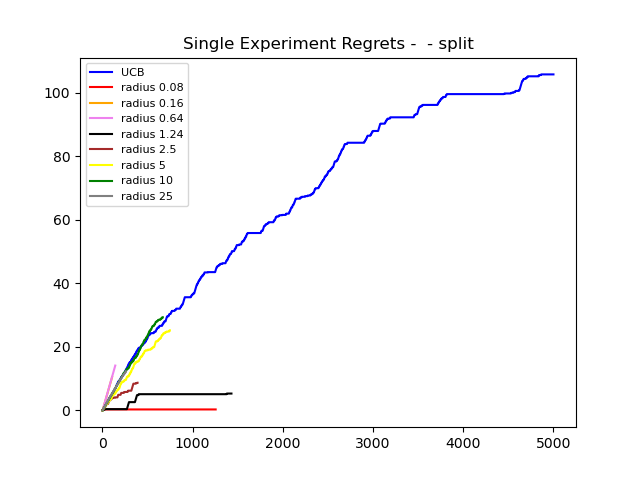 Single Experiment Regrets -  - split
UCB
radius 0.08
radius 0.16
radius 0.64
radius 1.24
radius 2.5
radius 5
radius 10
radius 25
100
80
60
40
20
0
0 1000 2000 3000 4000 5000